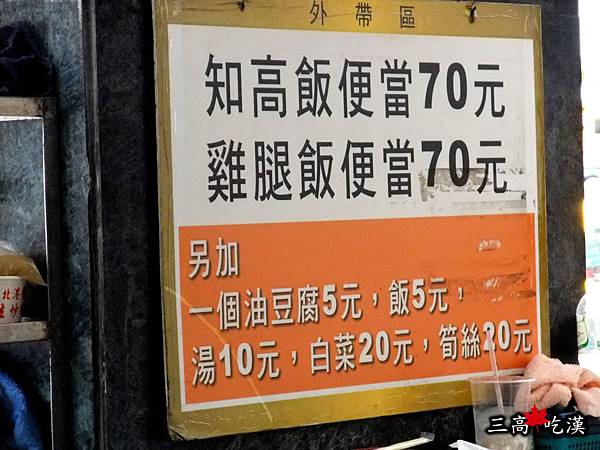 外帶區
知高飯便當70元
雞腿飯便當70元
另加
一個油豆腐5元，飯5元，
湯10元，白菜20元，筍絲20元
北港
三高 吃漢